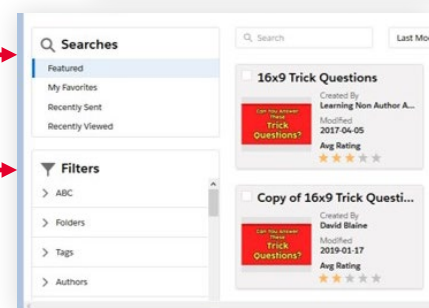 Searches
Featured
My Favorites
Recently Sent
Recently Viewed
Filters
ABC
Folders
Tags
Authors
Search
Last Mo
16x9 Trick Questions
Can You Answer
These
Trick
Questions?
Created By
Learning Non Author A...
Modified
2017-04-05
Avg Rating
Copy of 16x9 Trick Questi...
Can You Answer
These
Trick
Questions?
Created By
David Blaine
Modified
2019-01-17
Avg Rating